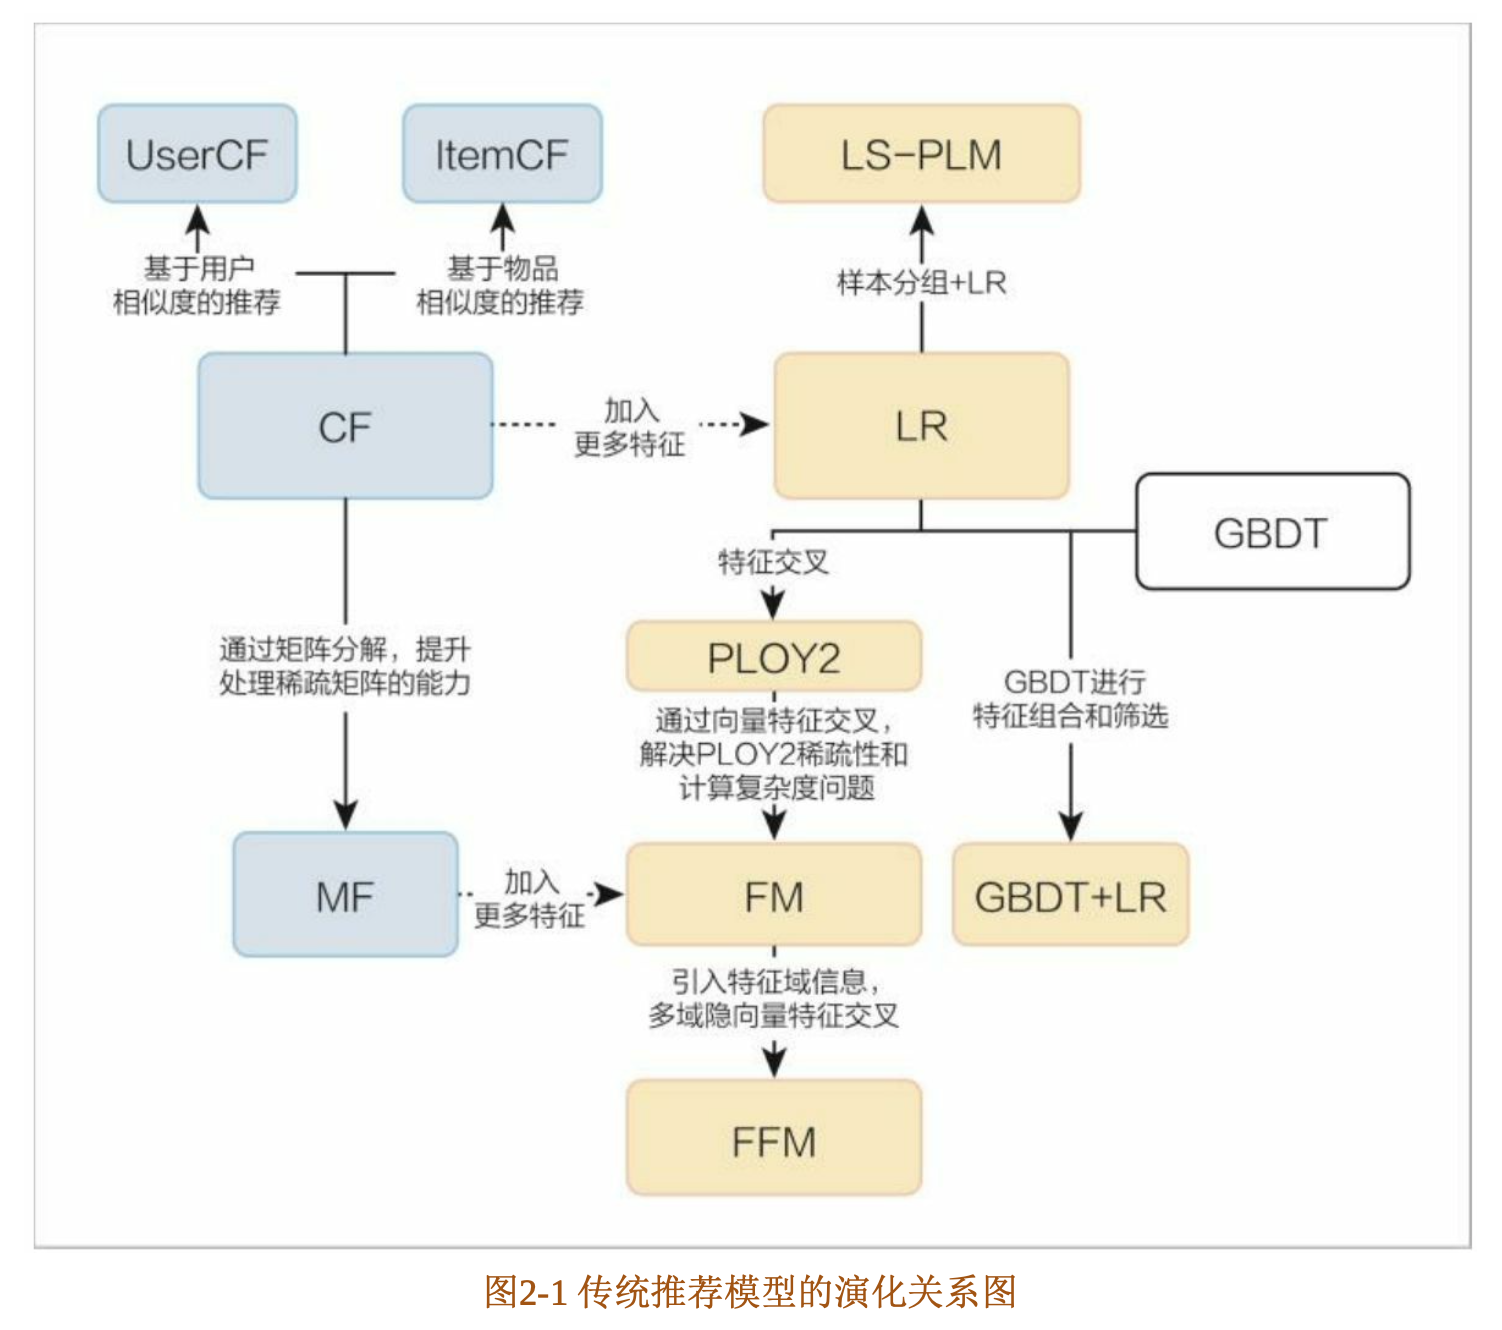 UserCF
ItemCF
LS-PLM
基于用户
相似度的推荐
基于物品
相似度的推荐
样本分组+LR
CF
加入
更多特征
LR
GBDT
特征交叉
PLOY2
通过矩阵分解，提升
处理稀疏矩阵的能力
GBDT进行
特征组合和筛选
通过向量特征交叉，
解决PLOY2稀疏性和
计算复杂度问题
MF
加入
更多特征
FM
GBDT+LR
引入特征域信息，
多域隐向量特征交叉
FFM
图2-1 传统推荐模型的演化关系图